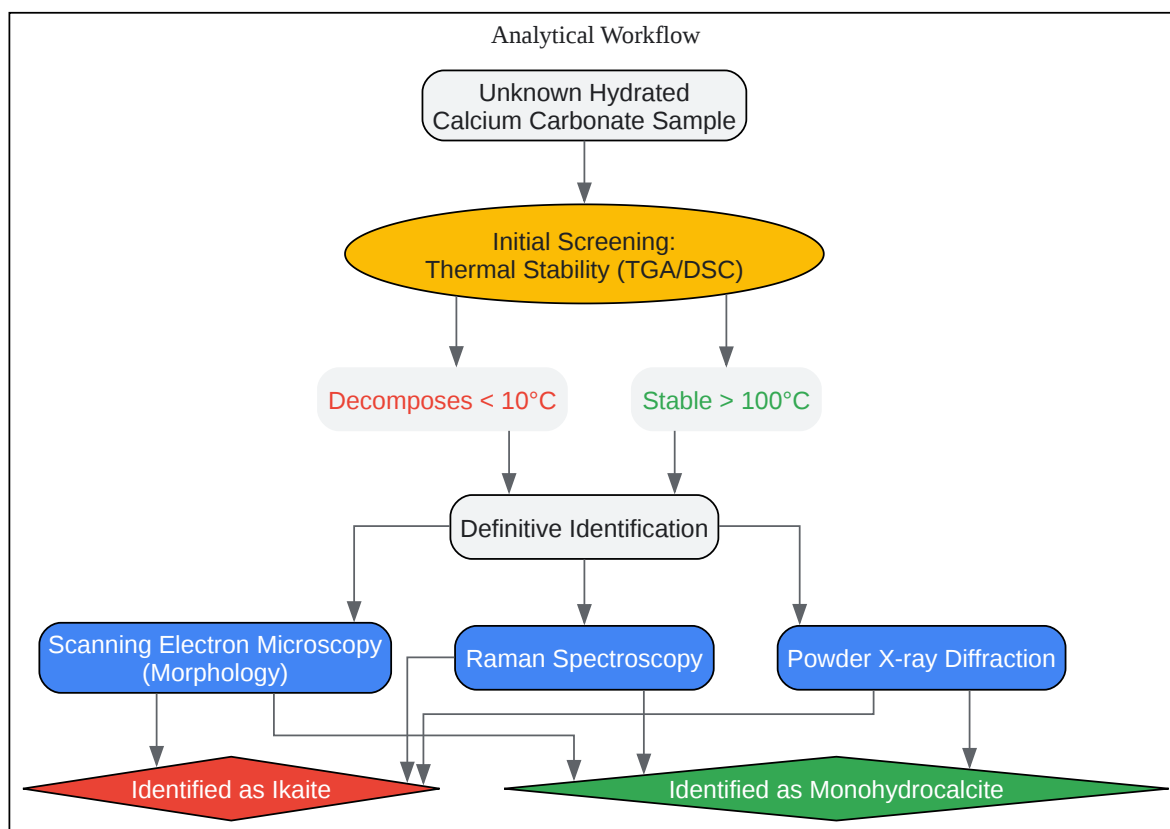 Analytical Workflow
Unknown Hydrated
Calcium Carbonate Sample
Initial Screening:
Thermal Stability (TGA/DSC)
Decomposes < 10°C
Stable > 100°C
Definitive Identification
Scanning Electron Microscopy
(Morphology)
Raman Spectroscopy
Powder X-ray Diffraction
Identified as Ikaite
Identified as Monohydrocalcite